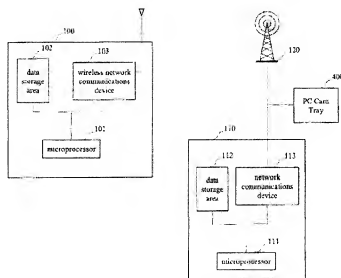 100
102
103
data
storage
area
wireless network
communications
device
101
microprocessor
120
400
PC Cam
Tray
110
112
113
data
storage
area
network
communications
device
111
microprocessor